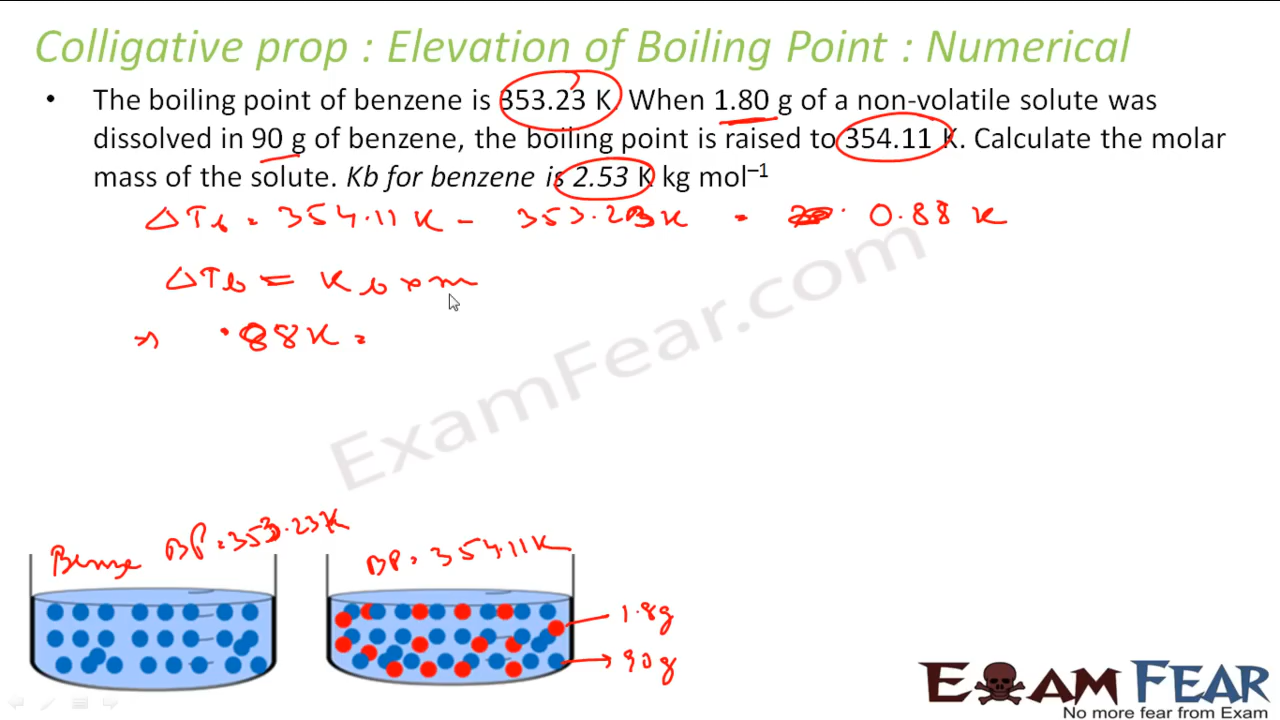 Colligative prop : Elevation of Boiling Point : Numerical
• The boiling point of benzene is 353.23 K. When 1.80 g of a non-volatile solute was
dissolved in 90 g of benzene, the boiling point is raised to 354.11 K. Calculate the molar
mass of the solute. Kb for benzene is 2.53 K kg mol–1
ΔTb = 354.11 K - 353.23 K = 0.88 K
ΔTb = Kb × m
⇒ .88 K =
ExamFear.com
BP = 353.23 K
BP = 354.11 K
1.8g
90 g
EXAM FEAR
No more fear from Exam